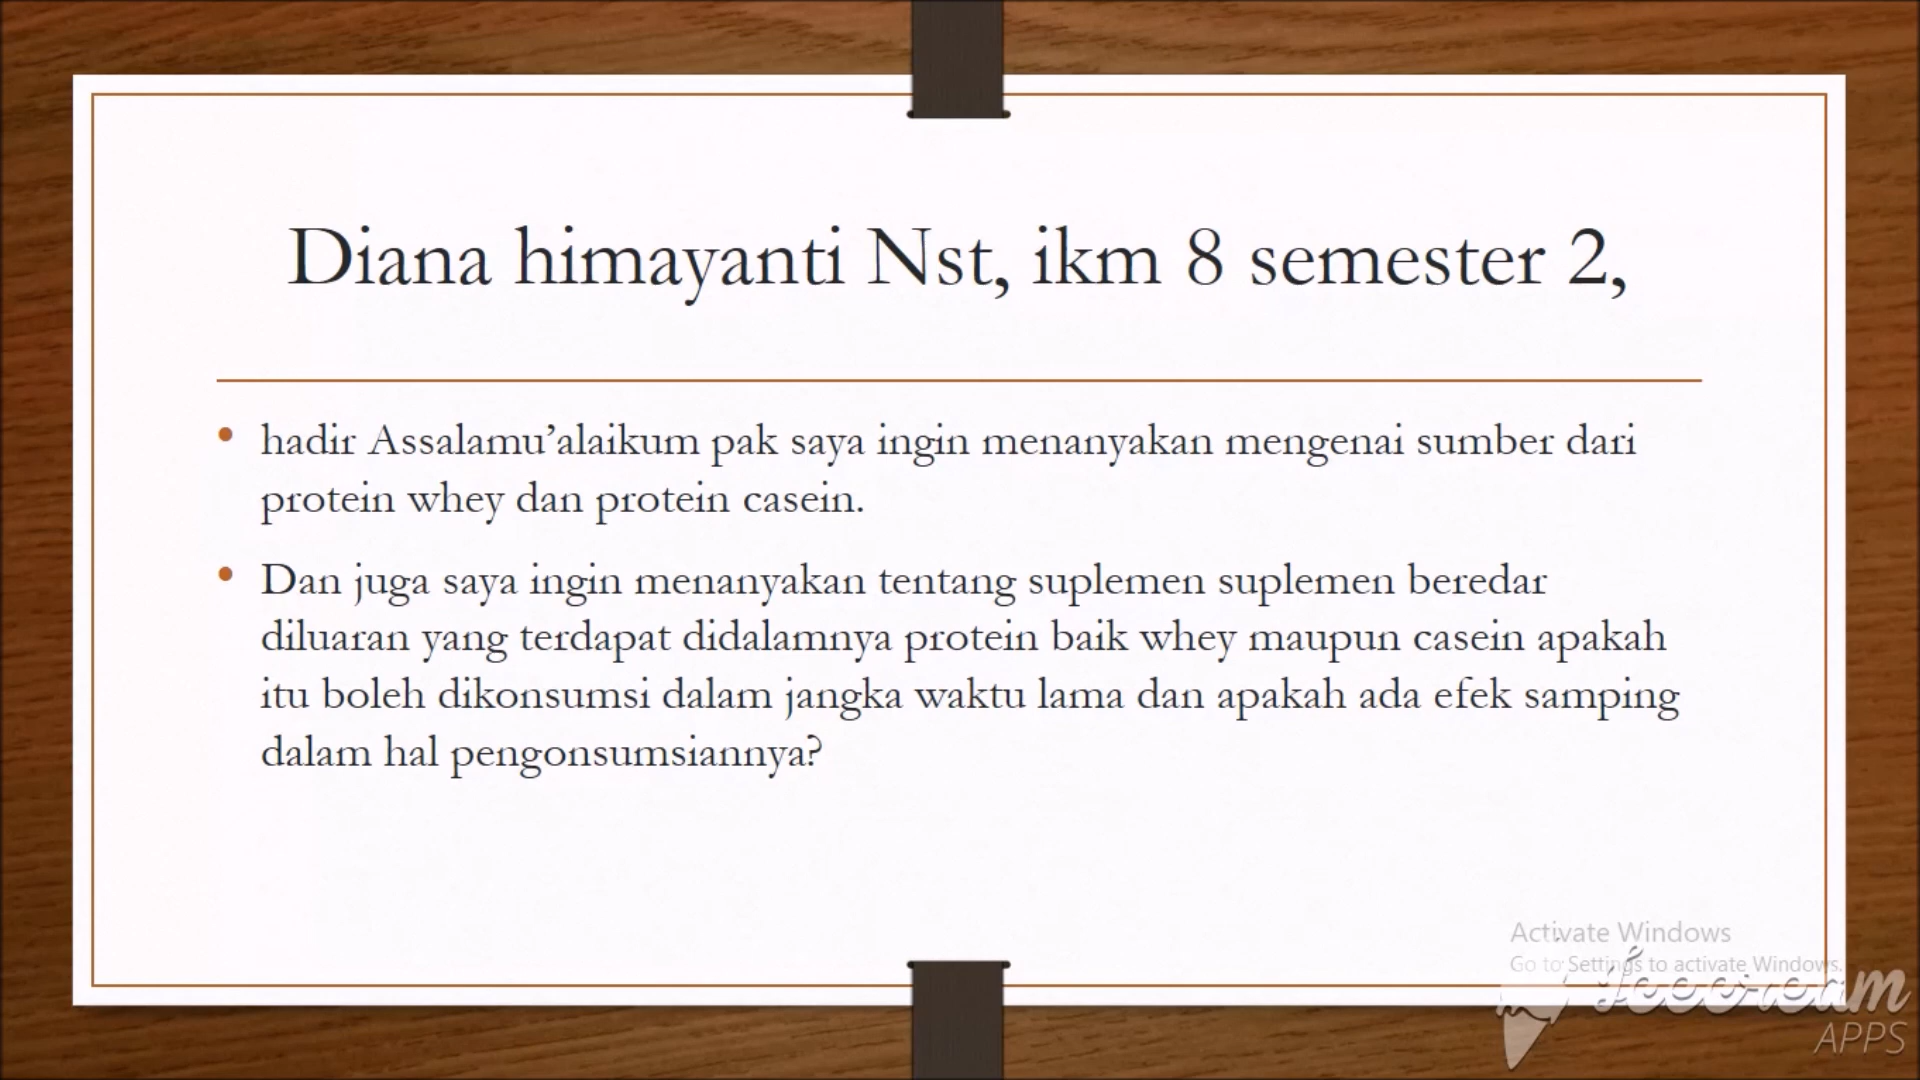 Diana himayanti Nst, ikm 8 semester 2,
• hadir Assalamu’alaikum pak saya ingin menanyakan mengenai sumber dari
protein whey dan protein casein.
• Dan juga saya ingin menanyakan tentang suplemen suplemen beredar
diluaran yang terdapat didalamnya protein baik whey maupun casein apakah
itu boleh dikonsumsi dalam jangka waktu lama dan apakah ada efek samping
dalam hal pengonsumsiannya?
Activate Windows
Go to Settings to activate Windows.
Icecream
APPS